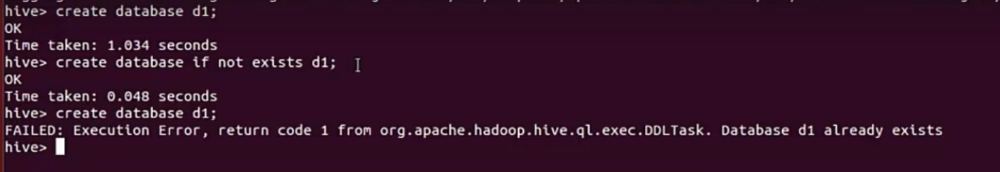 hive> create database d1;
OK
Time taken: 1.034 seconds
hive> create database if not exists d1;
OK
Time taken: 0.048 seconds
hive> create database d1;
FAILED: Execution Error, return code 1 from org.apache.hadoop.hive.ql.exec.DDLTask. Database d1 already exists
hive>